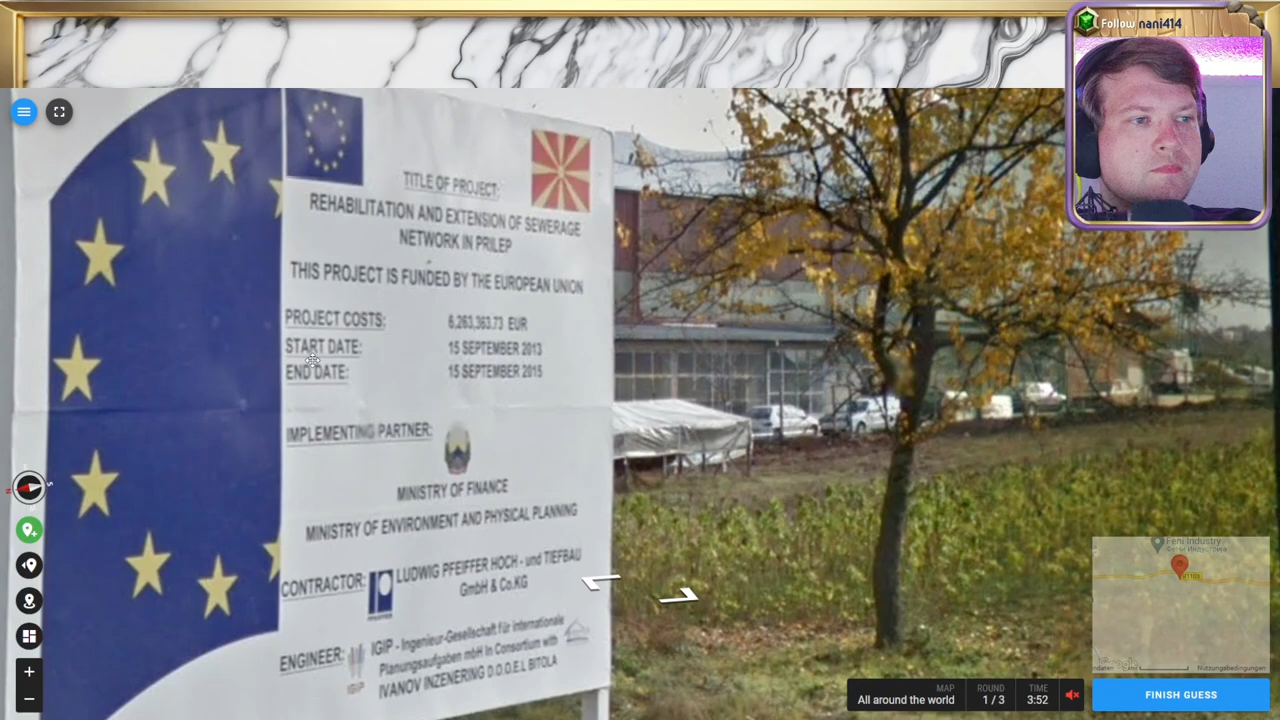 Follow nani414
TITLE OF PROJECT:
REHABILITATION AND EXTENSION OF SEWERAGE
NETWORK IN PRILEP
THIS PROJECT IS FUNDED BY THE EUROPEAN UNION
PROJECT COSTS: 6,263,363.73 EUR
START DATE: 15 SEPTEMBER 2013
END DATE: 15 SEPTEMBER 2015
IMPLEMENTING PARTNER:
MINISTRY OF FINANCE
MINISTRY OF ENVIRONMENT AND PHYSICAL PLANNING
CONTRACTOR: LUDWIG PFEIFFER HOCH - und TIEFBAU
GmbH & Co.KG
ENGINEER: IGIP - Ingenieur-Gesellschaft für internationale
Planungsaufgaben mbH In Consortium with
IVANOV INZENERING D.O.O.E.L BITOLA
IGIP
N
S
Feni Industry
Фени Индустриа
Nutzungsbedingungen
MAP
All around the world
ROUND
1 / 3
TIME
3:52
FINISH GUESS